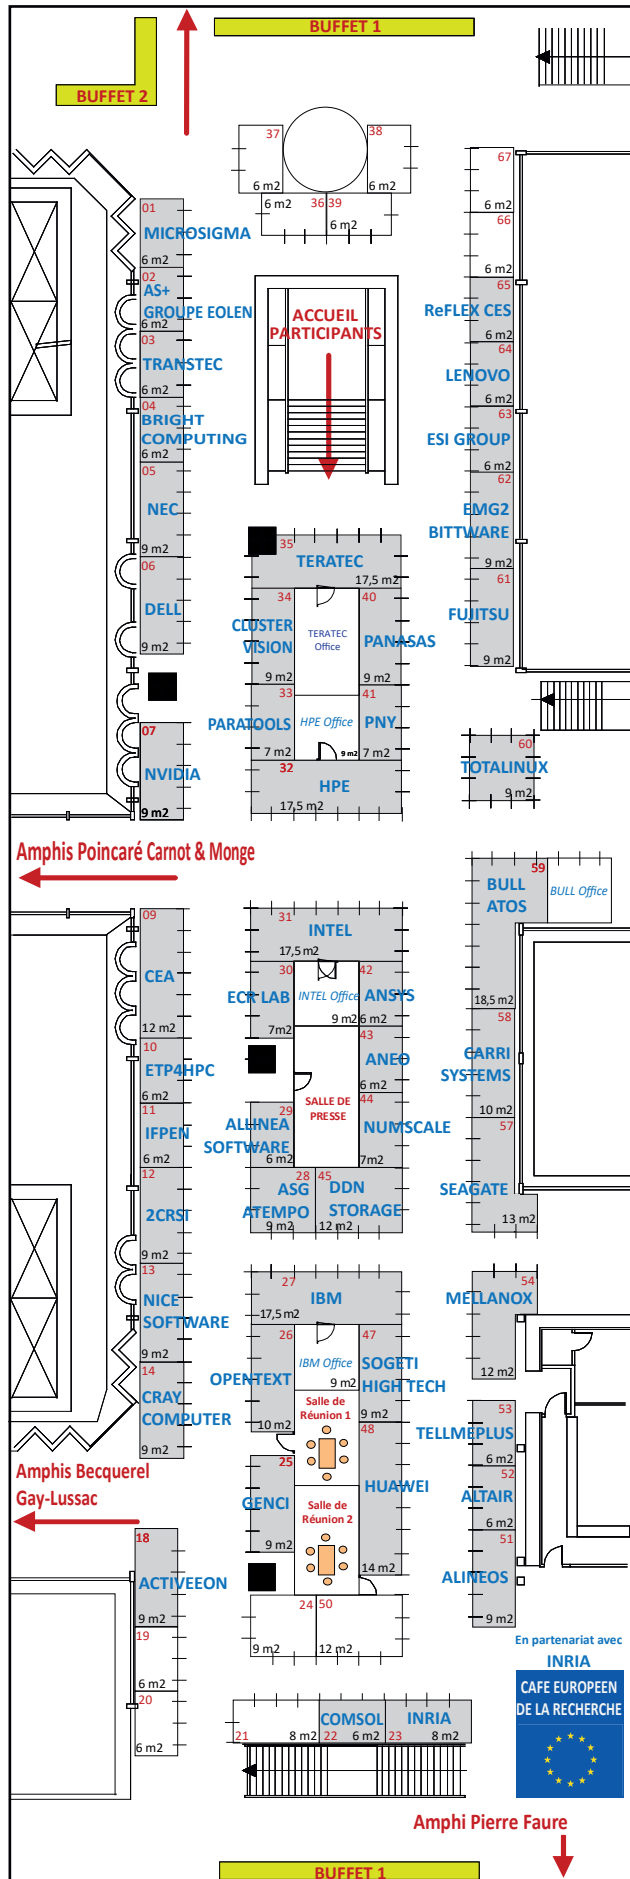 BUFFET 1
BUFFET 2
37
38
6 m2
6 m2
6 m2
36
39
6 m2
67
6 m2
66
6 m2
01
MICROSIGMA
6 m2
02
AS+
GROUPE EOLEN
6 m2
03
TRANSTEC
6 m2
04
BRIGHT
COMPUTING
6 m2
05
NEC
9 m2
06
DELL
9 m2
07
NVIDIA
9 m2
ACCUEIL
PARTICIPANTS
65
ReFLEX CES
6 m2
64
LENOVO
6 m2
63
ESI GROUP
6 m2
62
EMG2
BITTWARE
9 m2
61
FUJITSU
9 m2
60
TOTALINUX
9 m2
35
TERATEC
17,5 m2
34
CLUSTER
VISION
9 m2
TERATEC
Office
40
PANASAS
9 m2
33
PARATOOLS
7 m2
HPE Office
9 m2
41
PNY
7 m2
32
HPE
17,5 m2
Amphis Poincaré Carnot & Monge
59
BULL
ATOS
BULL Office
18,5 m2
58
CARRI
SYSTEMS
10 m2
57
SEAGATE
13 m2
09
CEA
12 m2
10
ETP4HPC
6 m2
11
IFPEN
6 m2
12
2CRSI
9 m2
13
NICE
SOFTWARE
9 m2
14
CRAY
COMPUTER
9 m2
31
INTEL
17,5 m2
30
ECR LAB
7m2
INTEL Office
9 m2
42
ANSYS
6 m2
43
ANEO
6 m2
SALLE DE
PRESSE
44
NUMSCALE
7m2
29
ALLINEA
SOFTWARE
6 m2
28
ASG
ATEMPO
9 m2
45
DDN
STORAGE
12 m2
27
IBM
17,5 m2
26
OPENTEXT
10 m2
IBM Office
9 m2
47
SOGETI
HIGH TECH
9 m2
54
MELLANOX
12 m2
Salle de
Réunion 1
48
HUAWEI
14 m2
25
GENCI
9 m2
Salle de
Réunion 2
53
TELLMEPLUS
6 m2
52
ALTAIR
6 m2
51
ALINEOS
9 m2
Amphis Becquerel
Gay-Lussac
18
ACTIVEEON
9 m2
19
6 m2
20
6 m2
24
50
9 m2
12 m2
En partenariat avec
INRIA
CAFE EUROPEEN
DE LA RECHERCHE
21
8 m2
COMSOL
22
6 m2
INRIA
23
8 m2
Amphi Pierre Faure
BUFFET 1